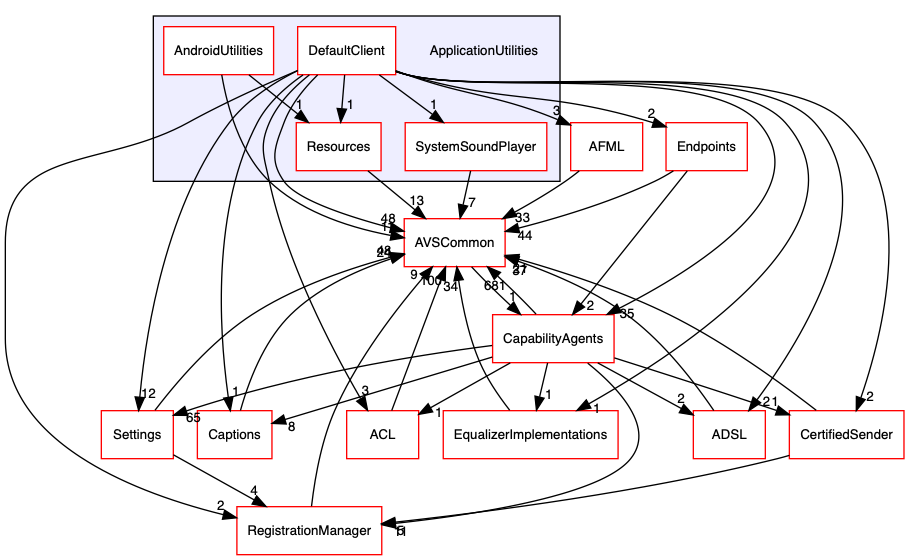 AndroidUtilities
DefaultClient
ApplicationUtilities
1
1
1
3
2
Resources
SystemSoundPlayer
AFML
Endpoints
13
7
33
44
48
AVSCommon
9
100
34
681
1
2
35
CapabilityAgents
12
1
3
65
8
1
1
1
2
21
2
Settings
Captions
ACL
EqualizerImplementations
ADSL
CertifiedSender
4
2
RegistrationManager